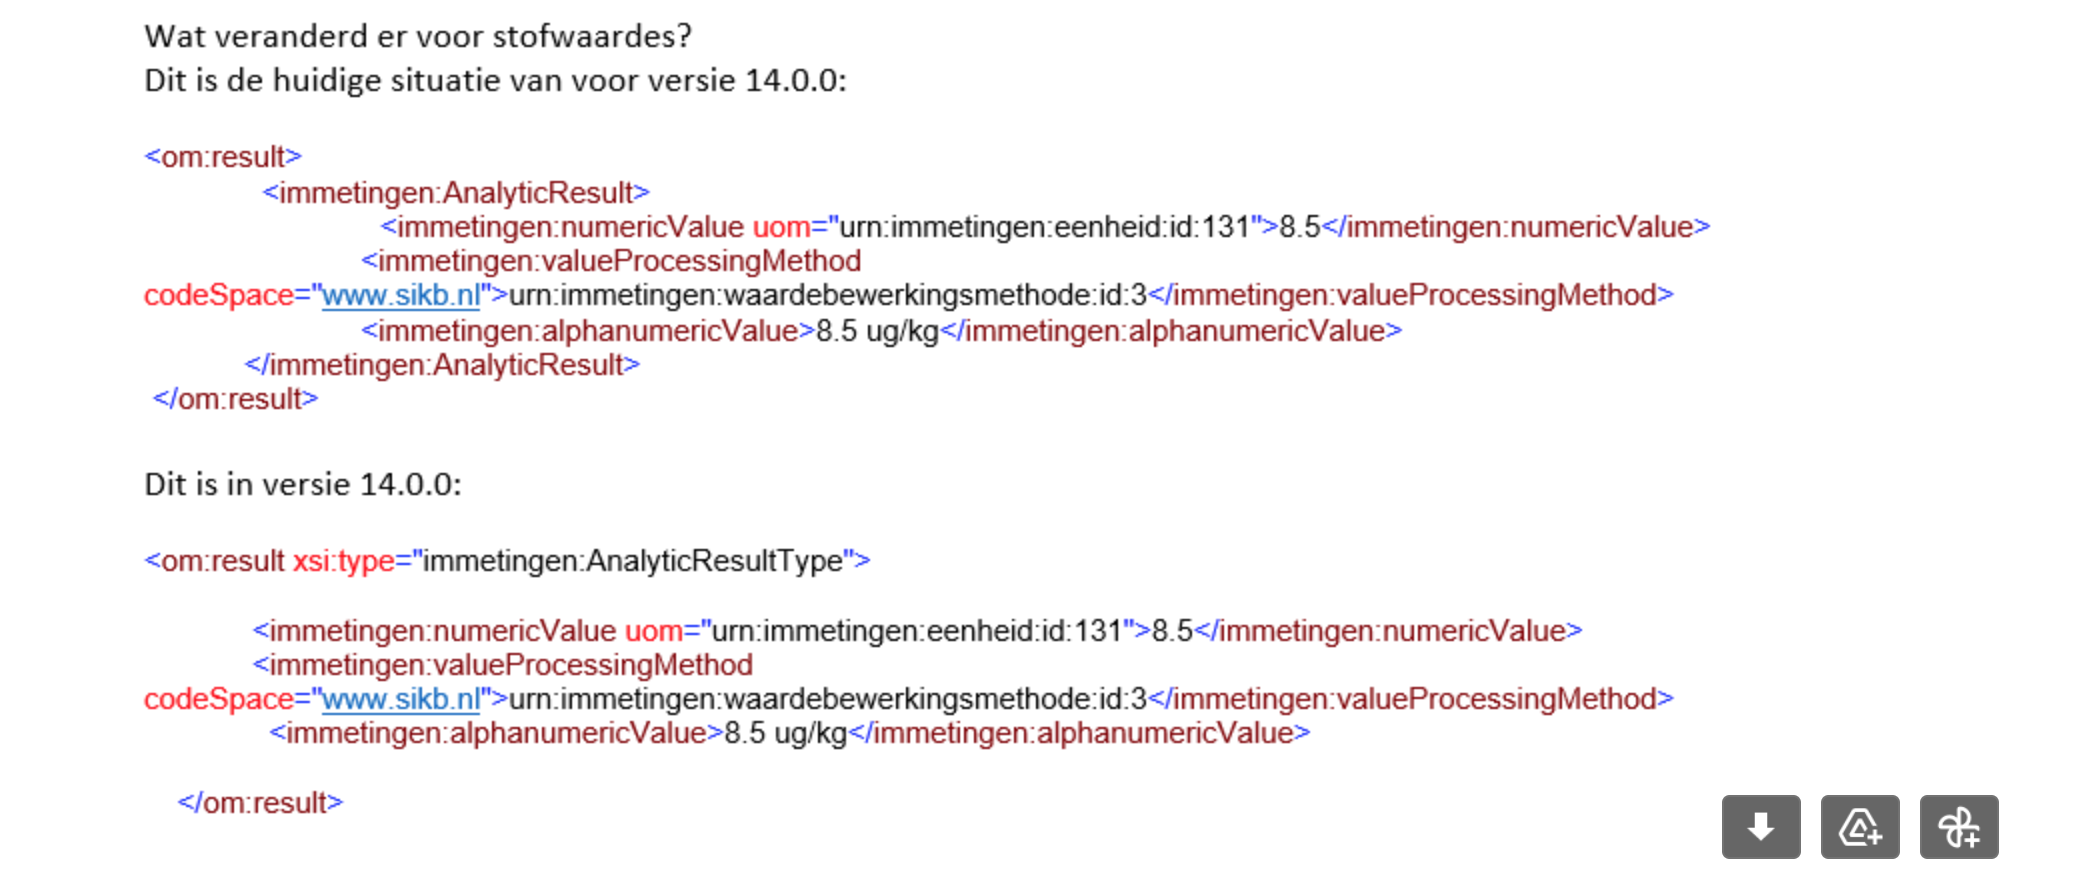 Wat veranderd er voor stofwaardes?
Dit is de huidige situatie van voor versie 14.0.0:
<om:result>
<immetingen:AnalyticResult>
<immetingen:numericValue uom="urn:immetingen:eenheid:id:131">8.5</immetingen:numericValue>
<immetingen:valueProcessingMethod
codeSpace="www.sikb.nl">urn:immetingen:waardebewerkingsmethode:id:3</immetingen:valueProcessingMethod>
<immetingen:alphanumericValue>8.5 ug/kg</immetingen:alphanumericValue>
</immetingen:AnalyticResult>
</om:result>
Dit is in versie 14.0.0:
<om:result xsi:type="immetingen:AnalyticResultType">
<immetingen:numericValue uom="urn:immetingen:eenheid:id:131">8.5</immetingen:numericValue>
<immetingen:valueProcessingMethod
codeSpace="www.sikb.nl">urn:immetingen:waardebewerkingsmethode:id:3</immetingen:valueProcessingMethod>
<immetingen:alphanumericValue>8.5 ug/kg</immetingen:alphanumericValue>
</om:result>